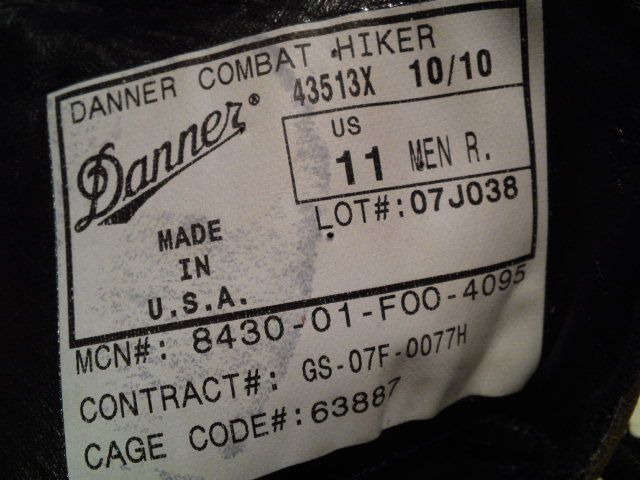 DANNER COMBAT HIKER
43513X 10/10
Danner®
US
11 MEN R.
LOT#:07J038
MADE
IN
U.S.A.
MCN#: 8430-01-F00-4095
CONTRACT#: GS-07F-0077H
CAGE CODE#:63887